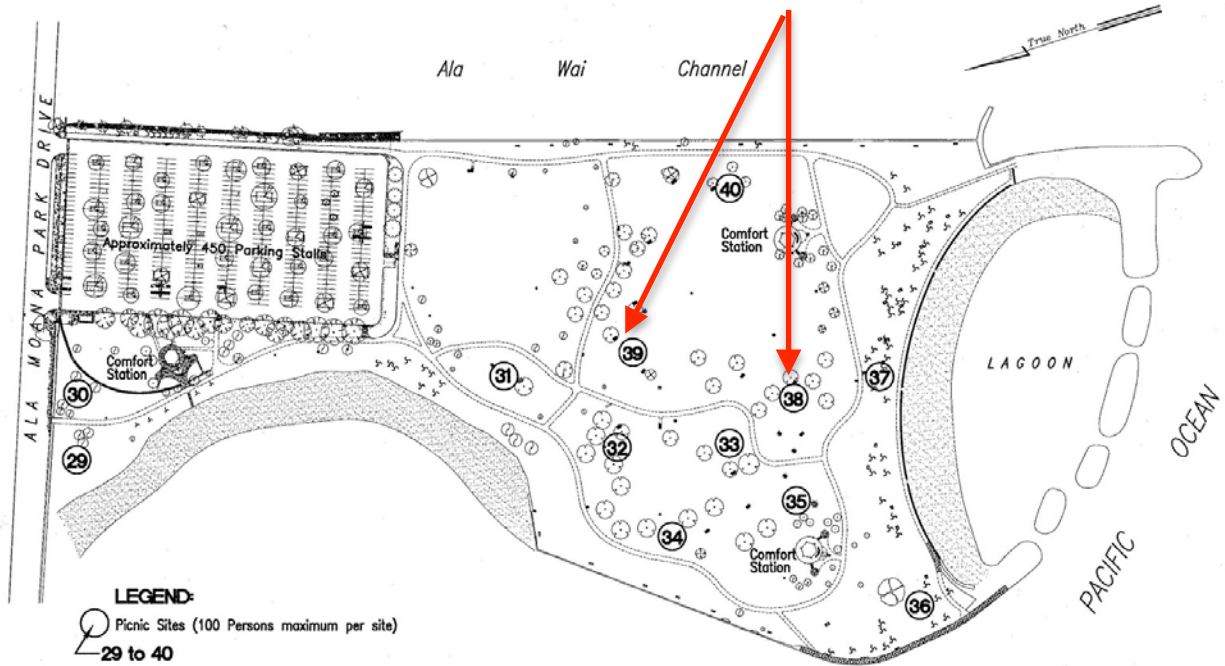 True North
Ala Wai Channel
ALA MOANA PARK DRIVE
40
Comfort
Station
Approximately 450 Parking Stalls
39
LAGOON
Comfort
Station
31
37
30
38
OCEAN
32
33
29
35
34
Comfort
Station
PACIFIC
36
LEGEND:
Picnic Sites (100 Persons maximum per site)
29 to 40